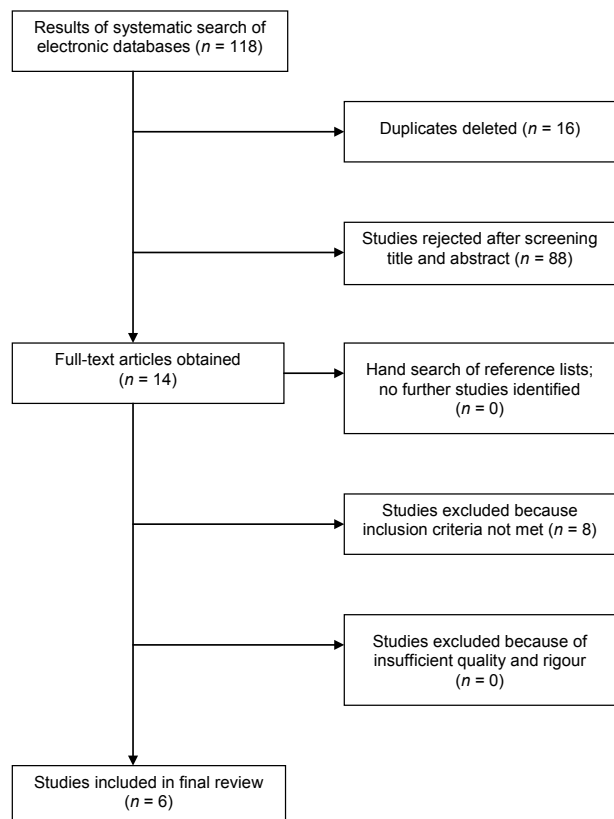 Results of systematic search of
electronic databases (n = 118)
Duplicates deleted (n = 16)
Studies rejected after screening
title and abstract (n = 88)
Full-text articles obtained
(n = 14)
Hand search of reference lists;
no further studies identified
(n = 0)
Studies excluded because
inclusion criteria not met (n = 8)
Studies excluded because of
insufficient quality and rigour
(n = 0)
Studies included in final review
(n = 6)